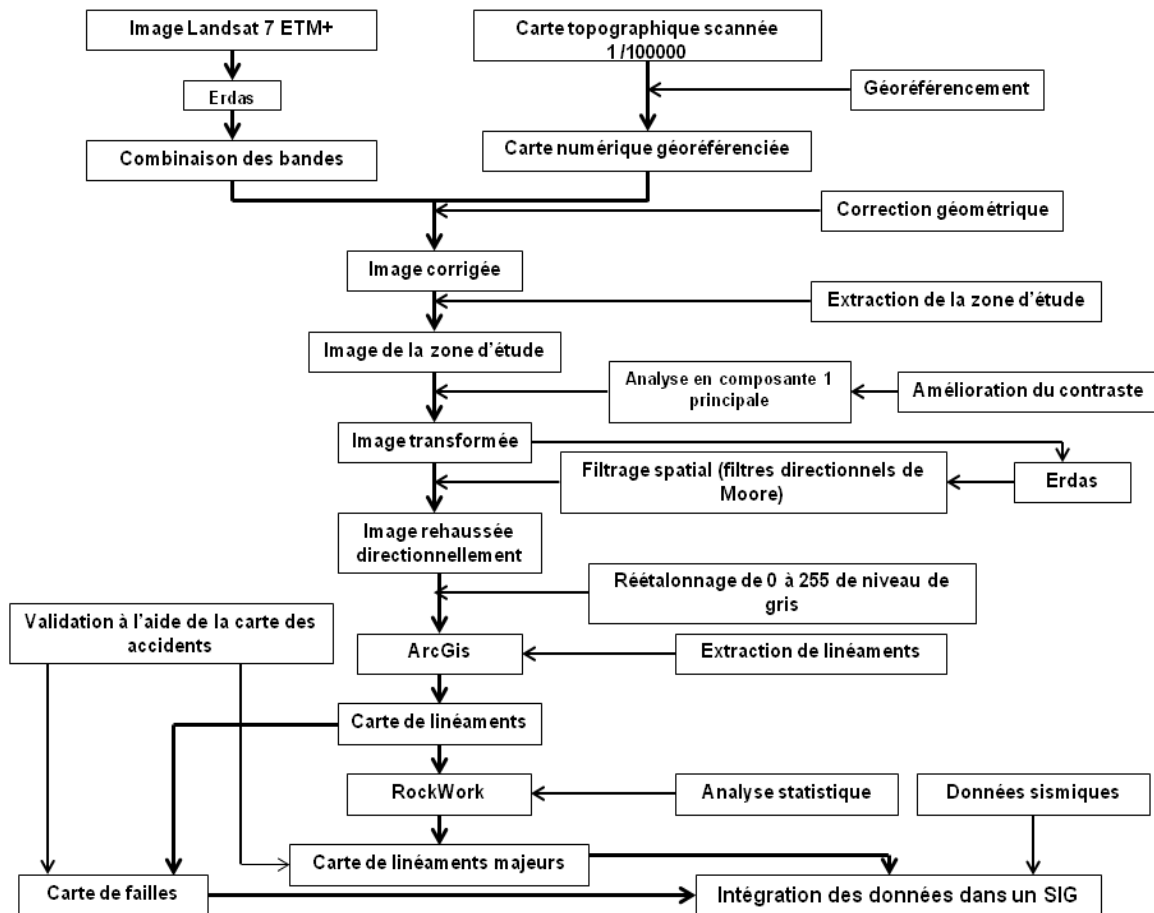 Image Landsat 7 ETM+
Carte topographique scannée
1 /100000
Erdas
Géoréférencement
Combinaison des bandes
Carte numérique géoréférenciée
Correction géométrique
Image corrigée
Extraction de la zone d’étude
Image de la zone d’étude
Analyse en composante 1
principale
Amélioration du contraste
Image transformée
Filtrage spatial (filtres directionnels de
Moore)
Erdas
Image rehaussée
directionnellement
Réétalonnage de 0 à 255 de niveau de
gris
Validation à l’aide de la carte des
accidents
ArcGis
Extraction de linéaments
Carte de linéaments
RockWork
Analyse statistique
Données sismiques
Carte de linéaments majeurs
Carte de failles
Intégration des données dans un SIG